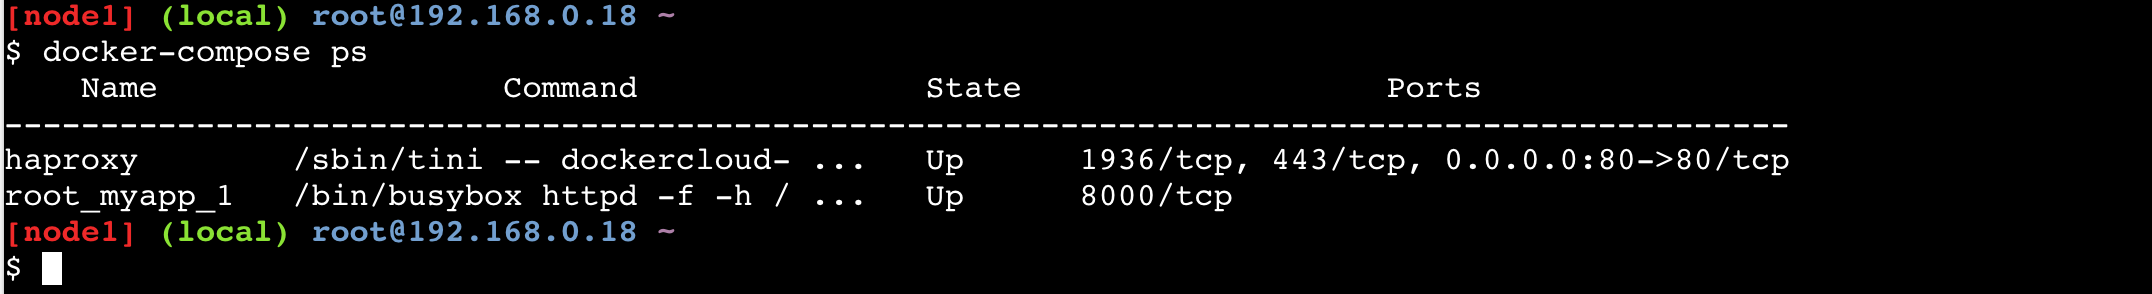 [node1] (local) root@192.168.0.18 ~
$ docker-compose ps
    Name                  Command               State                   Ports
---------------------------------------------------------------------------------------------
haproxy        /sbin/tini -- dockercloud- ...   Up      1936/tcp, 443/tcp, 0.0.0.0:80->80/tcp
root_myapp_1   /bin/busybox httpd -f -h / ...   Up      8000/tcp
[node1] (local) root@192.168.0.18 ~
$